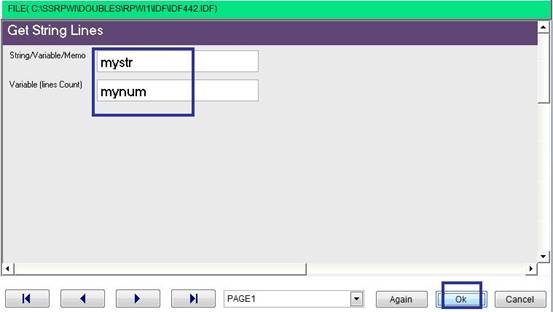 FILE( C:\SSRPWI\DOUBLES\RPWI1\IDF\IDF442.IDF)
Get String Lines
String/Variable/Memo mystr
Variable (lines Count) mynum
PAGE1 Again Ok Cancel